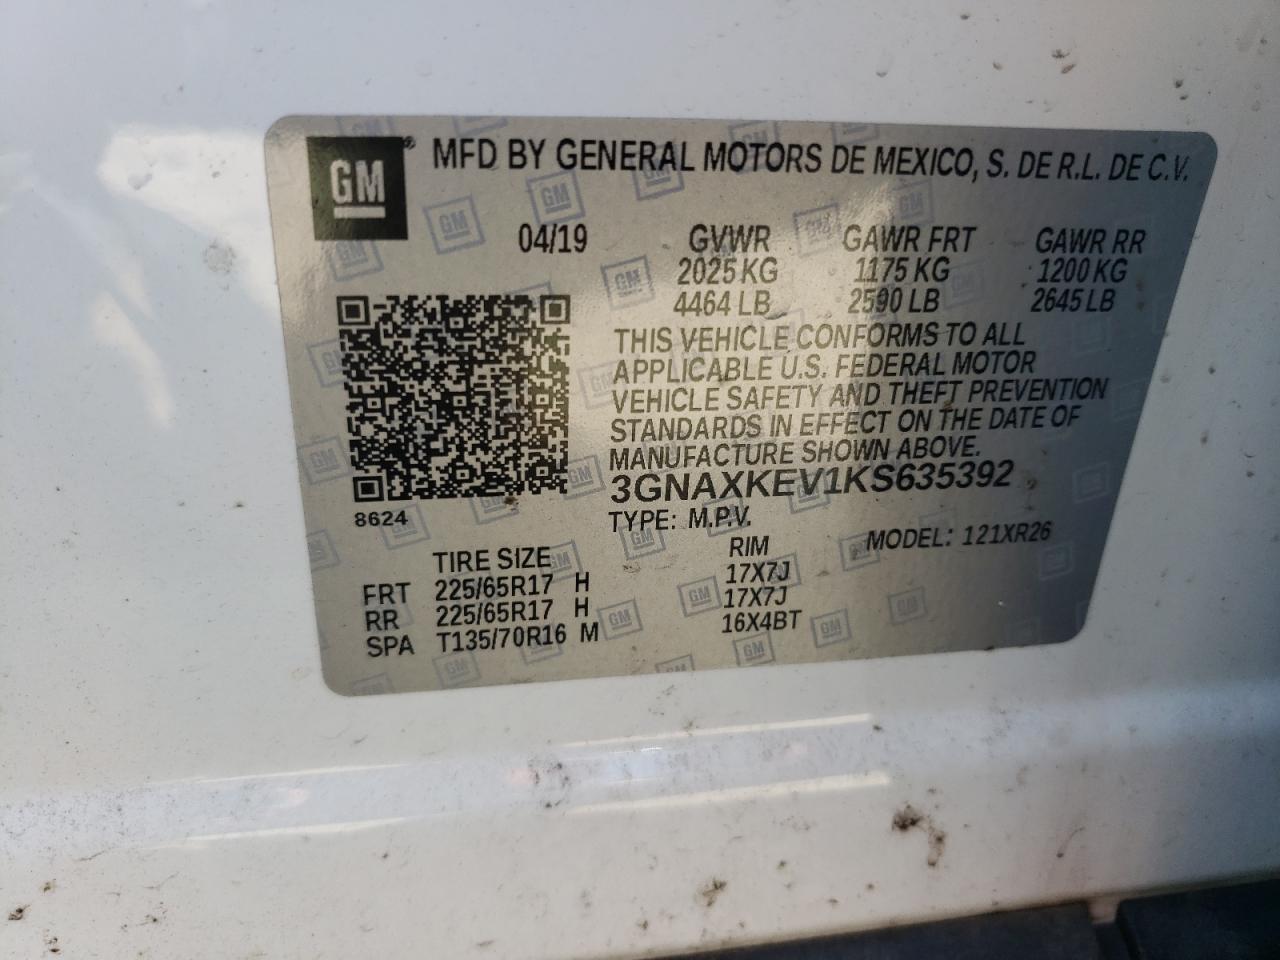 GM® MFD BY GENERAL MOTORS DE MEXICO, S. DE R.L. DE C.V.
04/19 GVWR GAWR FRT GAWR RR
2025 KG 1175 KG 1200 KG
4464 LB 2590 LB 2645 LB
THIS VEHICLE CONFORMS TO ALL
APPLICABLE U.S. FEDERAL MOTOR
VEHICLE SAFETY AND THEFT PREVENTION
STANDARDS IN EFFECT ON THE DATE OF
MANUFACTURE SHOWN ABOVE.
3GNAXKEV1KS635392
8624
TYPE: M.P.V. MODEL: 121XR26
TIRE SIZE RIM
FRT 225/65R17 H 17X7J
RR 225/65R17 H 17X7J
SPA T135/70R16 M 16X4BT